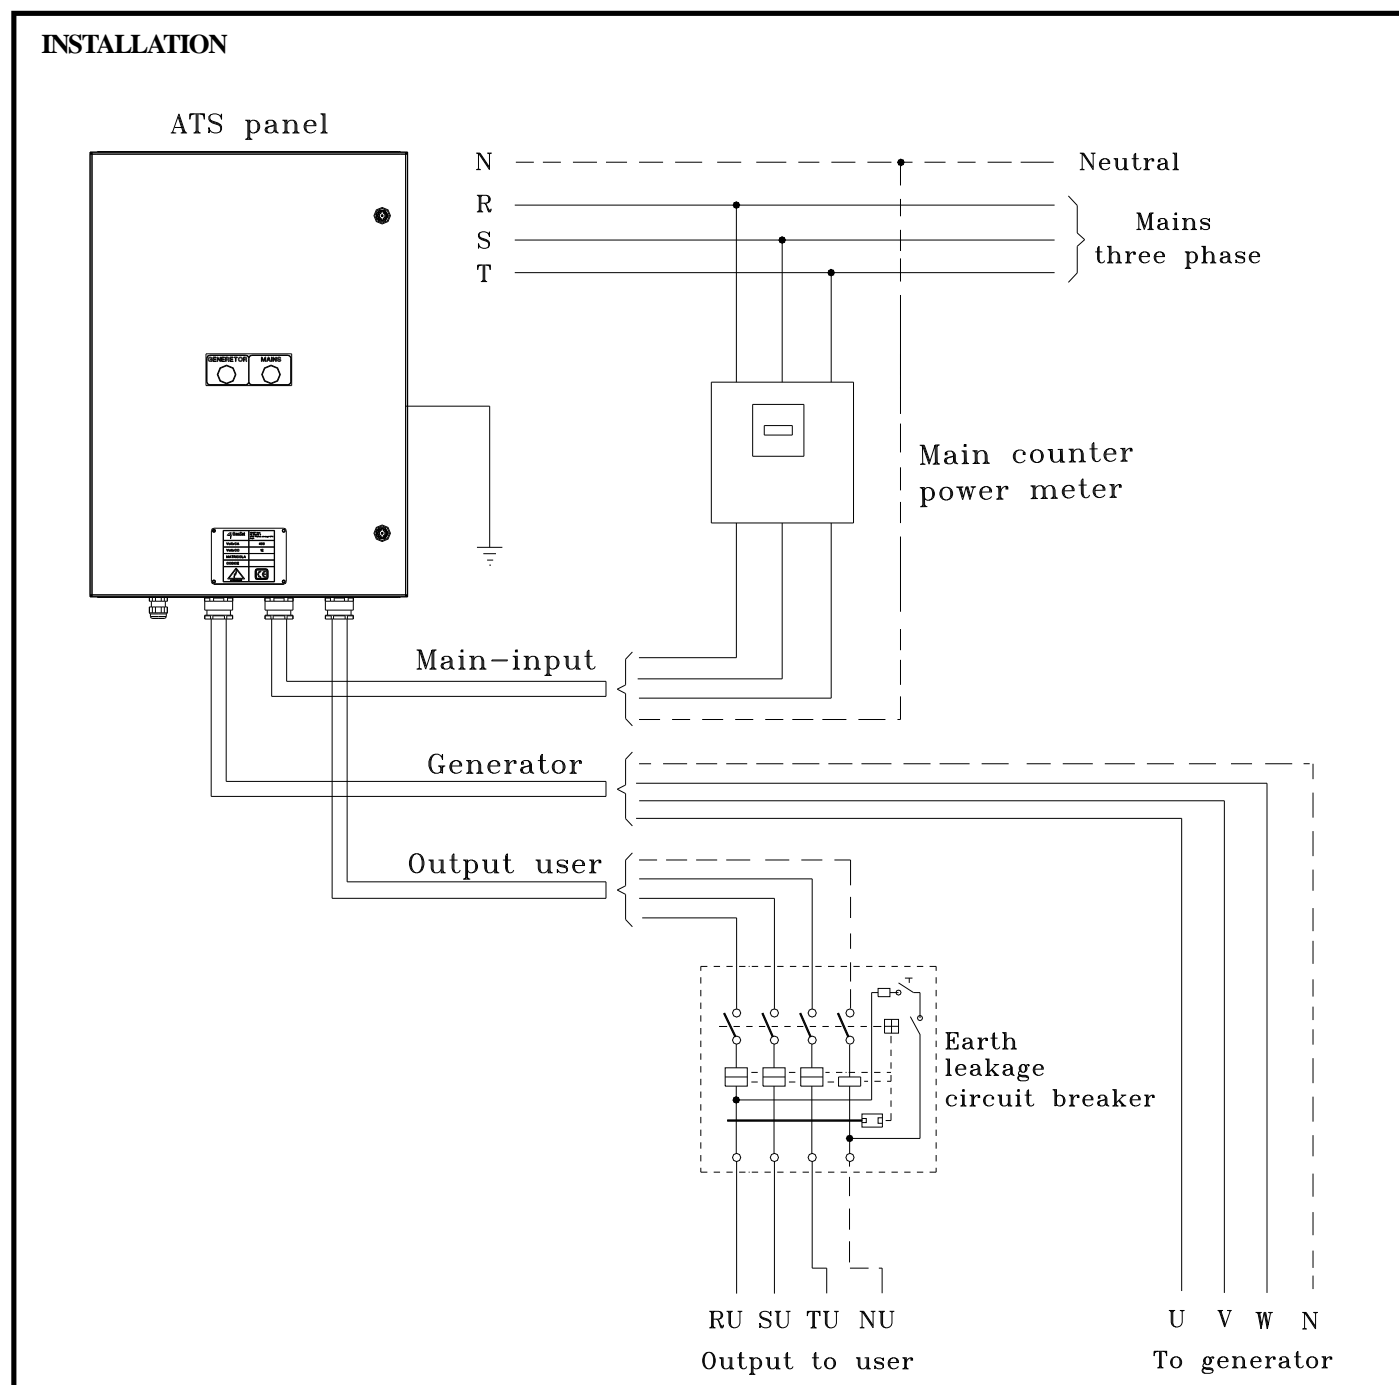 INSTALLATION
ATS panel
N
Neutral
R
S
T
Mains
three phase
GENERETOR
MAINS
Main counter
power meter
Main-input
Generator
Output user
Earth
leakage
circuit breaker
RU SU TU NU
Output to user
U V W N
To generator